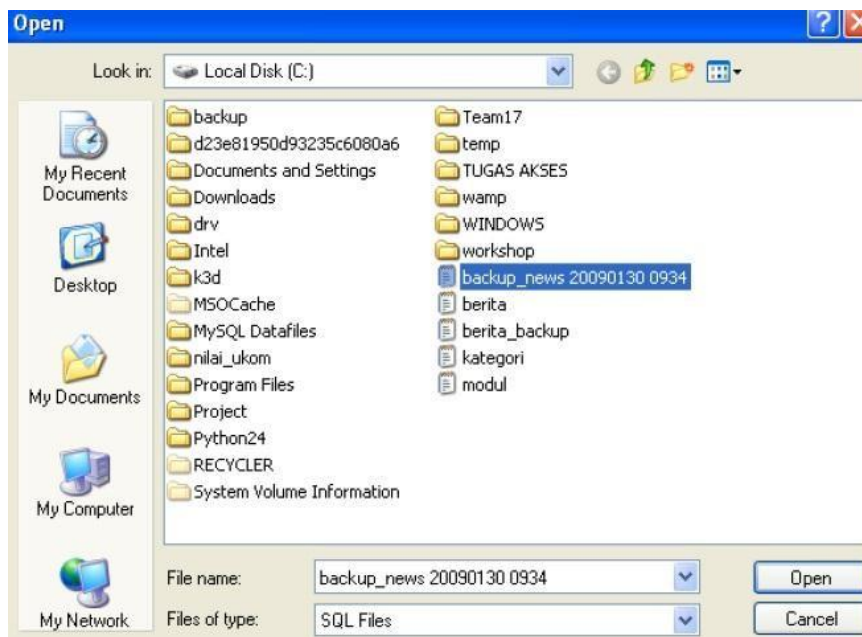 Open
Look in:
Local Disk (C:)
My Recent
Documents
Desktop
My Documents
My Computer
My Network
backup
d23e81950d93235c6080a6
Documents and Settings
Downloads
drv
Intel
k3d
MSOCache
MySQL Datafiles
nilai_ukom
Program Files
Project
Python24
RECYCLER
System Volume Information
Team17
temp
TUGAS AKSES
wamp
WINDOWS
workshop
backup_news 20090130 0934
berita
berita_backup
kategori
modul
File name:
backup_news 20090130 0934
Open
Files of type:
SQL Files
Cancel